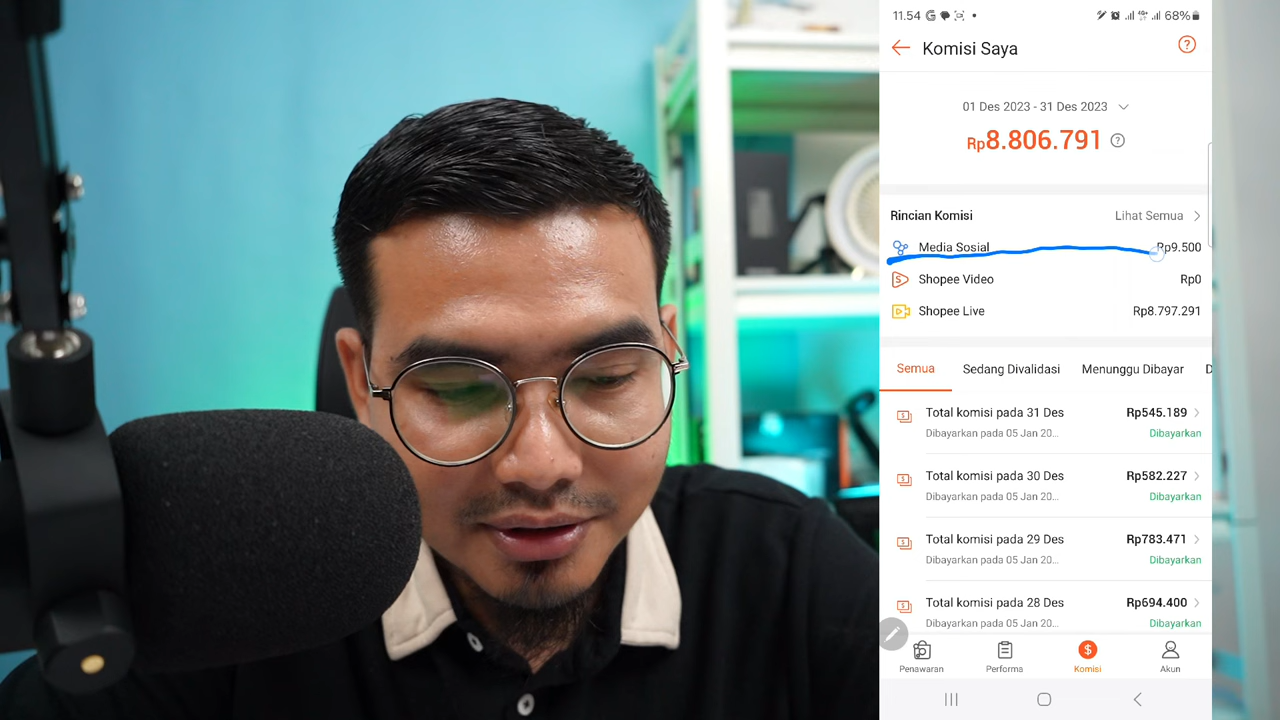 11.54
68%
Komisi Saya
01 Des 2023 - 31 Des 2023
Rp8.806.791
Rincian Komisi Lihat Semua
Media Sosial Rp9.500
Shopee Video Rp0
Shopee Live Rp8.797.291
Semua Sedang Divalidasi Menunggu Dibayar
Total komisi pada 31 Des Rp545.189
Dibayarkan pada 05 Jan 20... Dibayarkan
Total komisi pada 30 Des Rp582.227
Dibayarkan pada 05 Jan 20... Dibayarkan
Total komisi pada 29 Des Rp783.471
Dibayarkan pada 05 Jan 20... Dibayarkan
Total komisi pada 28 Des Rp694.400
Dibayarkan pada 05 Jan 20... Dibayarkan
Penawaran Performa Komisi Akun